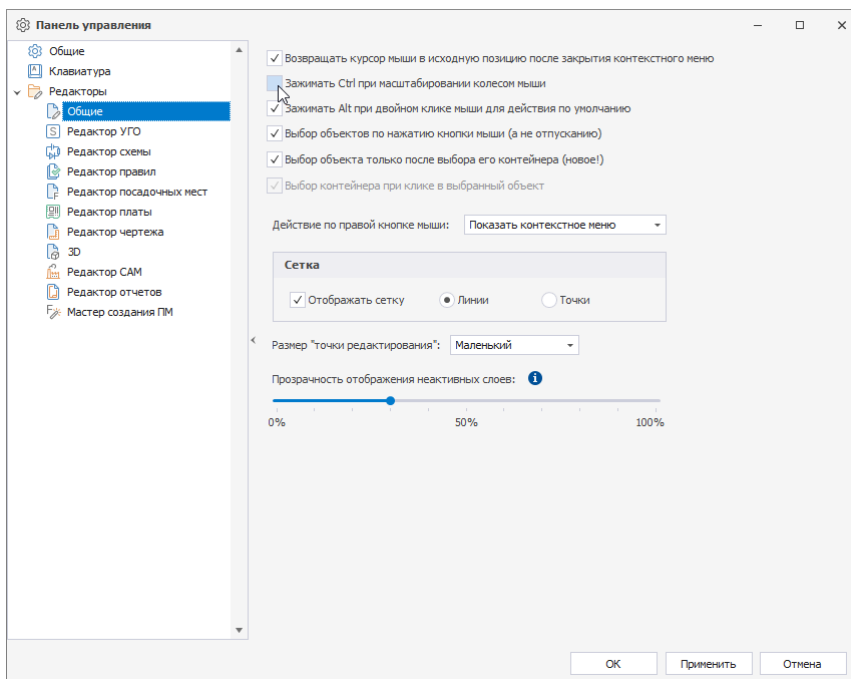 Панель управления
Общие
Клавиатура
Редакторы
Общие
Редактор УГО
Редактор схемы
Редактор правил
Редактор посадочных мест
Редактор платы
Редактор чертежа
3D
Редактор CAM
Редактор отчетов
Мастер создания ПМ
Возвращать курсор мыши в исходную позицию после закрытия контекстного меню
Зажимать Ctrl при масштабировании колесом мыши
Зажимать Alt при двойном клике мыши для действия по умолчанию
Выбор объектов по нажатию кнопки мыши (а не отпусканию)
Выбор объекта только после выбора его контейнера (новое!)
Выбор контейнера при клике в выбранный объект
Действие по правой кнопке мыши: Показать контекстное меню
Сетка
Отображать сетку Линии Точки
Размер "точки редактирования": Маленький
Прозрачность отображения неактивных слоев:
0% 50% 100%
ОК Применить Отмена